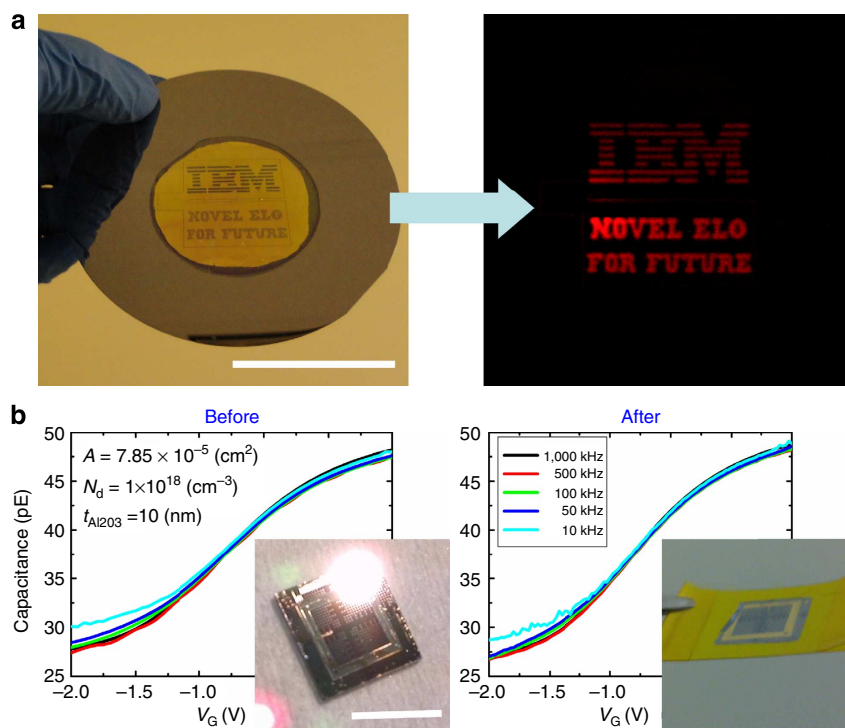 a
IBM
NOVEL ELO
FOR FUTURE
IBM
NOVEL ELO
FOR FUTURE
b
Before
After
50
45
40
35
30
25
Capacitance (pE)
A = 7.85 × 10⁻⁵ (cm²)
N_d = 1×10¹⁸ (cm⁻³)
t_Al203 =10 (nm)
–2.0
–1.5
–1.0
V_G (V)
50
45
40
35
30
25
1,000 kHz
500 kHz
100 kHz
50 kHz
10 kHz
–2.0
–1.5
–1.0
V_G (V)